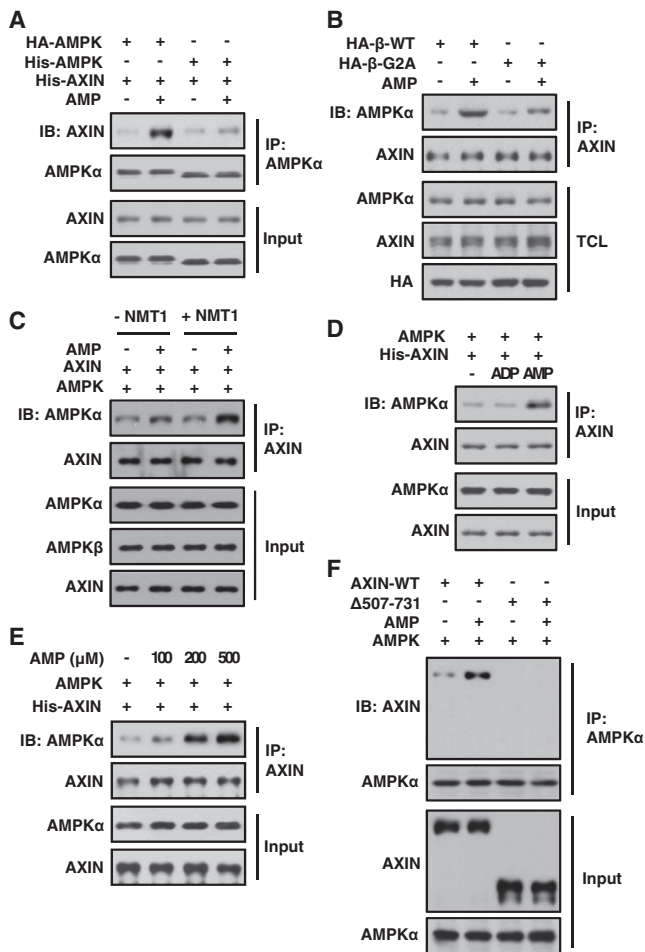 A
HA-AMPK + + - -
His-AMPK - - + +
His-AXIN + + + +
AMP - + - +
IB: AXIN
AMPKα
IP:
AMPKα
AXIN
AMPKα
Input
B
HA-β-WT + + - -
HA-β-G2A - - + +
AMP - + - +
IB: AMPKα
AXIN
IP:
AXIN
AMPKα
AXIN
HA
TCL
C
- NMT1 + NMT1
AMP - + - +
AXIN + + + +
AMPK + + + +
IB: AMPKα
AXIN
IP:
AXIN
AMPKα
AMPKβ
AXIN
Input
D
AMPK + + +
His-AXIN + + +
- ADP AMP
IB: AMPKα
AXIN
IP:
AXIN
AMPKα
AXIN
Input
E
AMP (µM) - 100 200 500
AMPK + + + +
His-AXIN + + + +
IB: AMPKα
AXIN
IP:
AXIN
AMPKα
AXIN
Input
F
AXIN-WT + + - -
Δ507-731 - - + +
AMP - + - +
AMPK + + + +
IB: AXIN
AMPKα
IP:
AMPKα
AXIN
AMPKα
Input